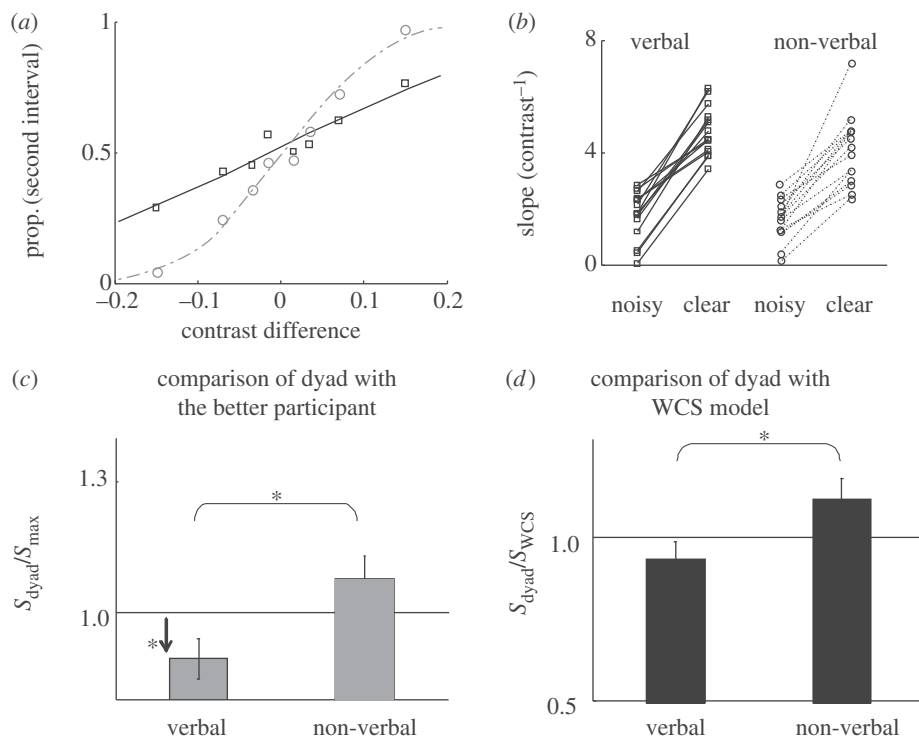 (a)
1
0.5
0
prop. (second interval)
−0.2
−0.1
0
0.1
0.2
contrast difference
(b)
8
4
0
slope (contrast−1)
verbal
non-verbal
noisy
clear
noisy
clear
(c)
comparison of dyad with
the better participant
1.3
1.0
Sdyad/Smax
*
*
verbal
non-verbal
(d)
comparison of dyad with
WCS model
1.0
0.5
Sdyad/SWCS
*
verbal
non-verbal